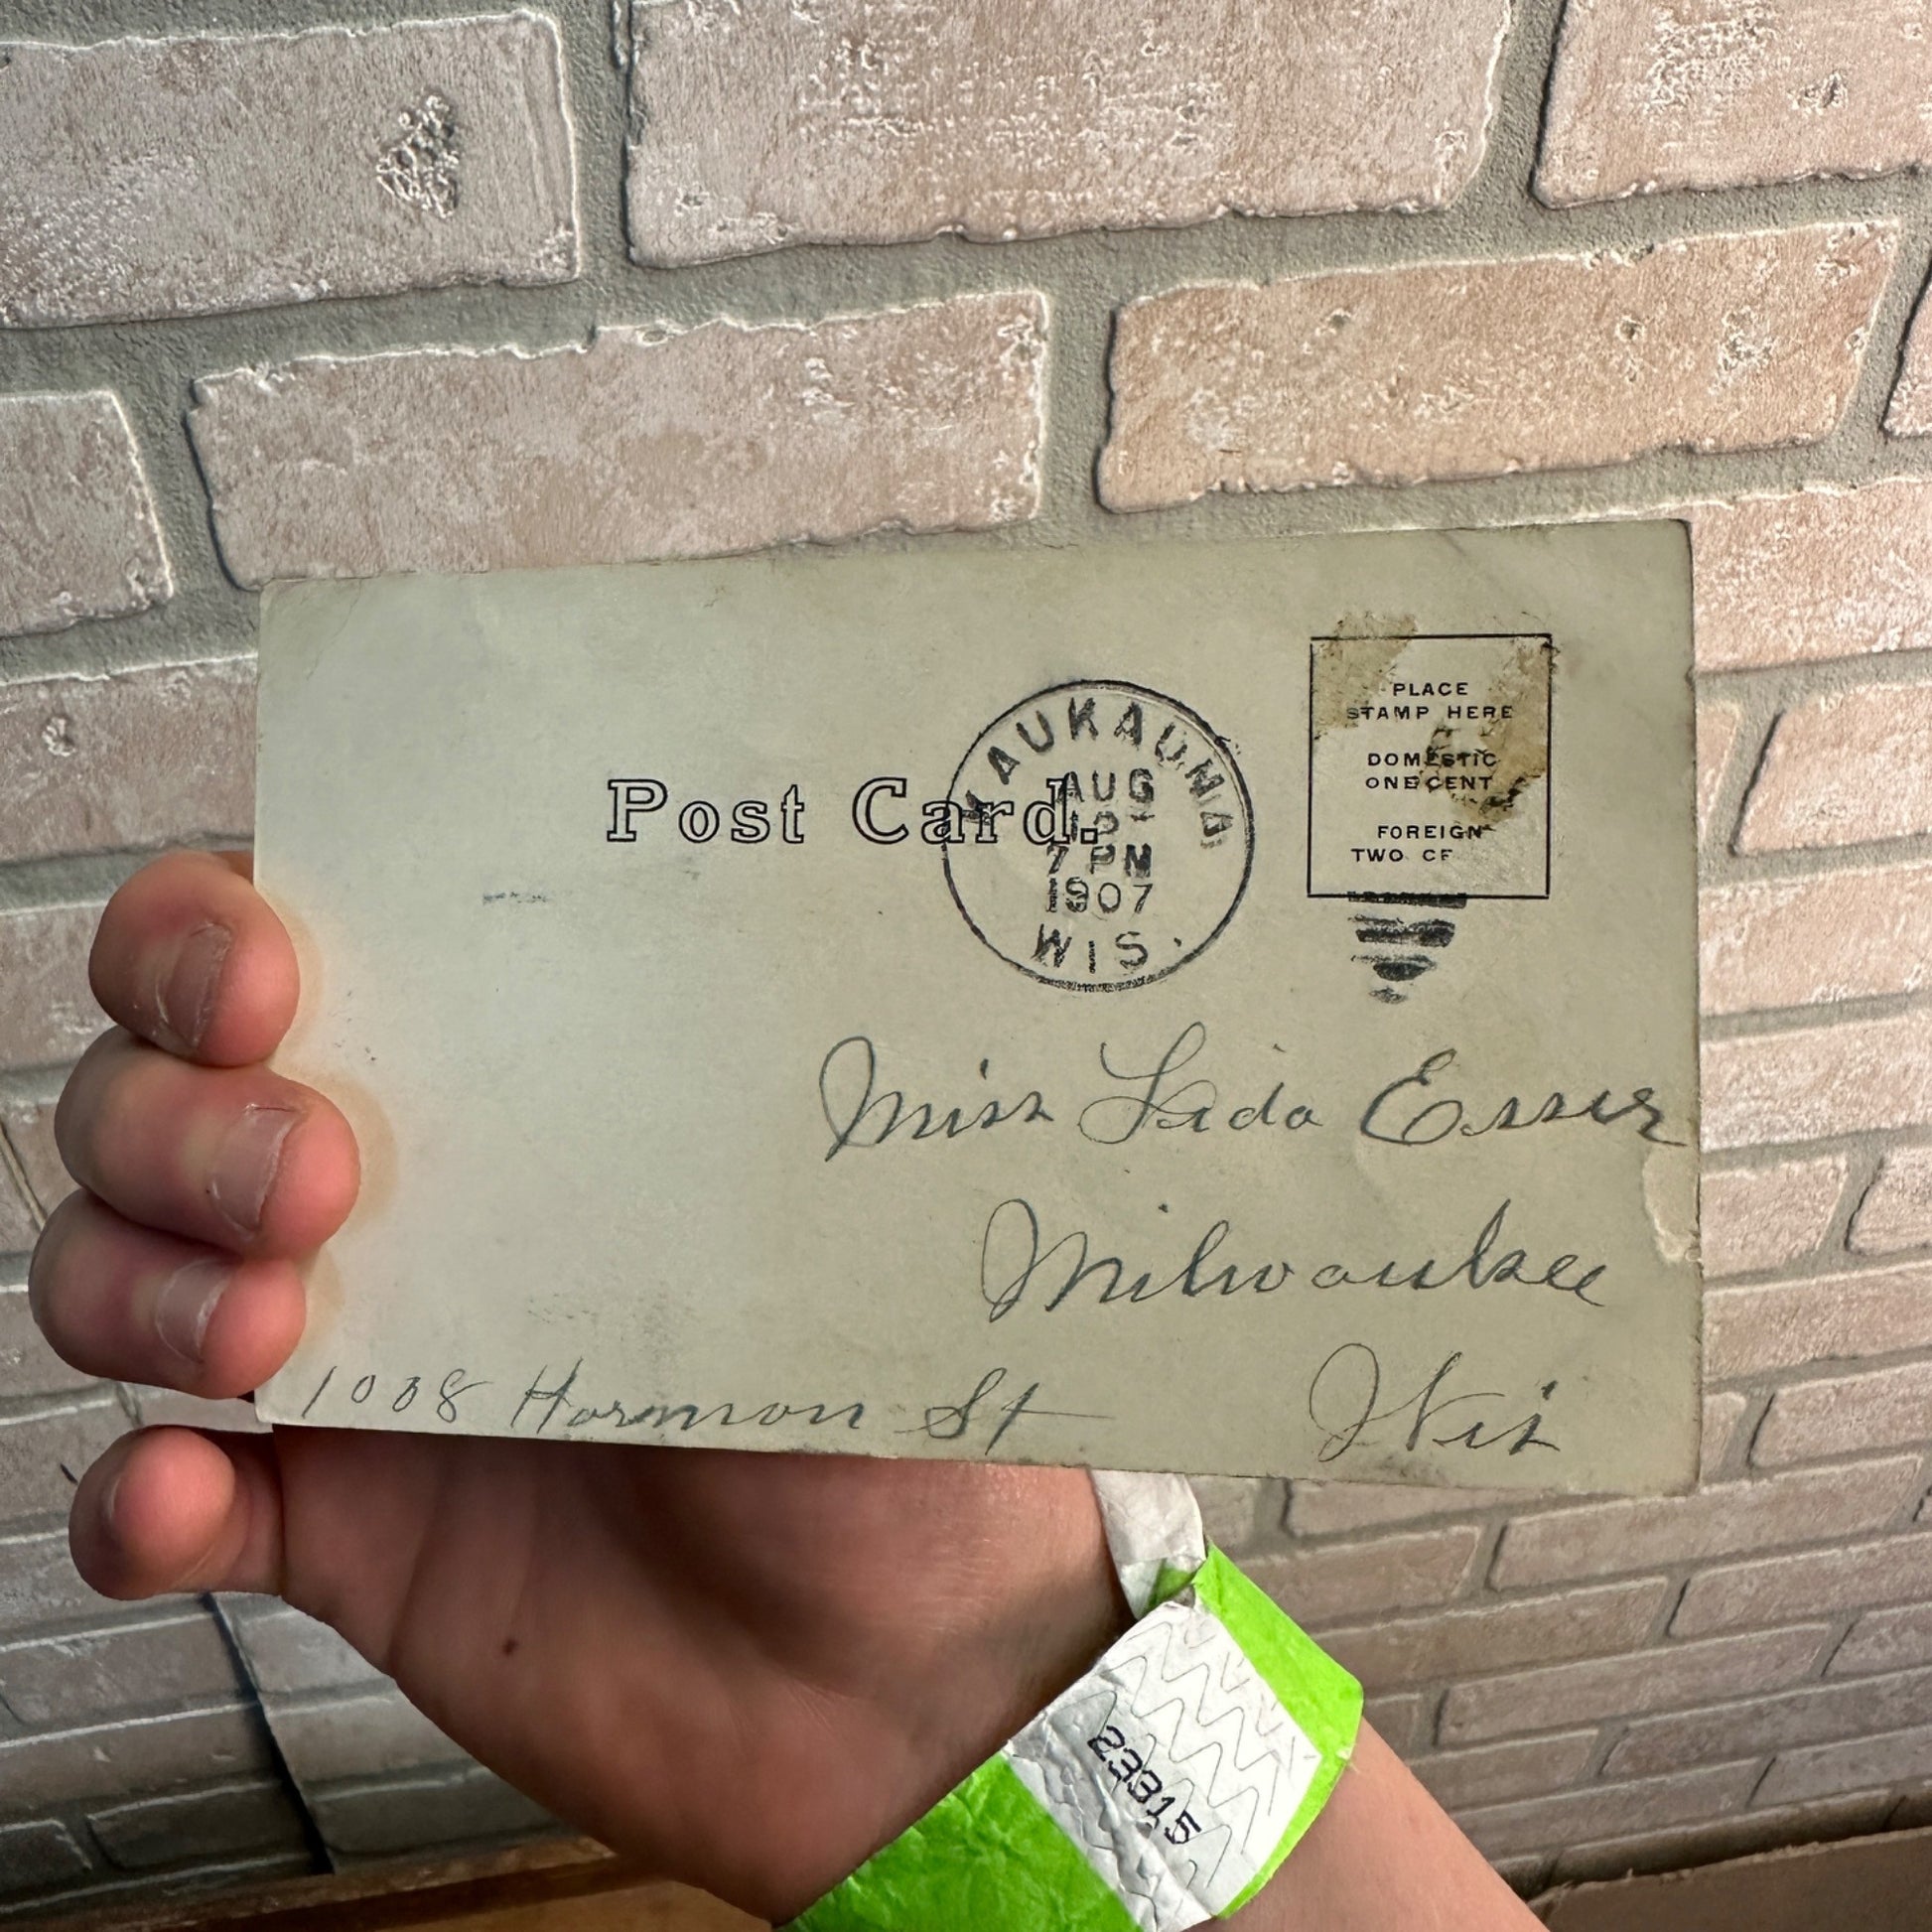 Post Card.
KAUKAUNA
AUG
7 PM
1907
WIS.
PLACE
STAMP HERE
DOMESTIC
ONE CENT
FOREIGN
TWO CE
Miss Lida Esser
Milwaukee
1008 Harmon St
Wis
23315